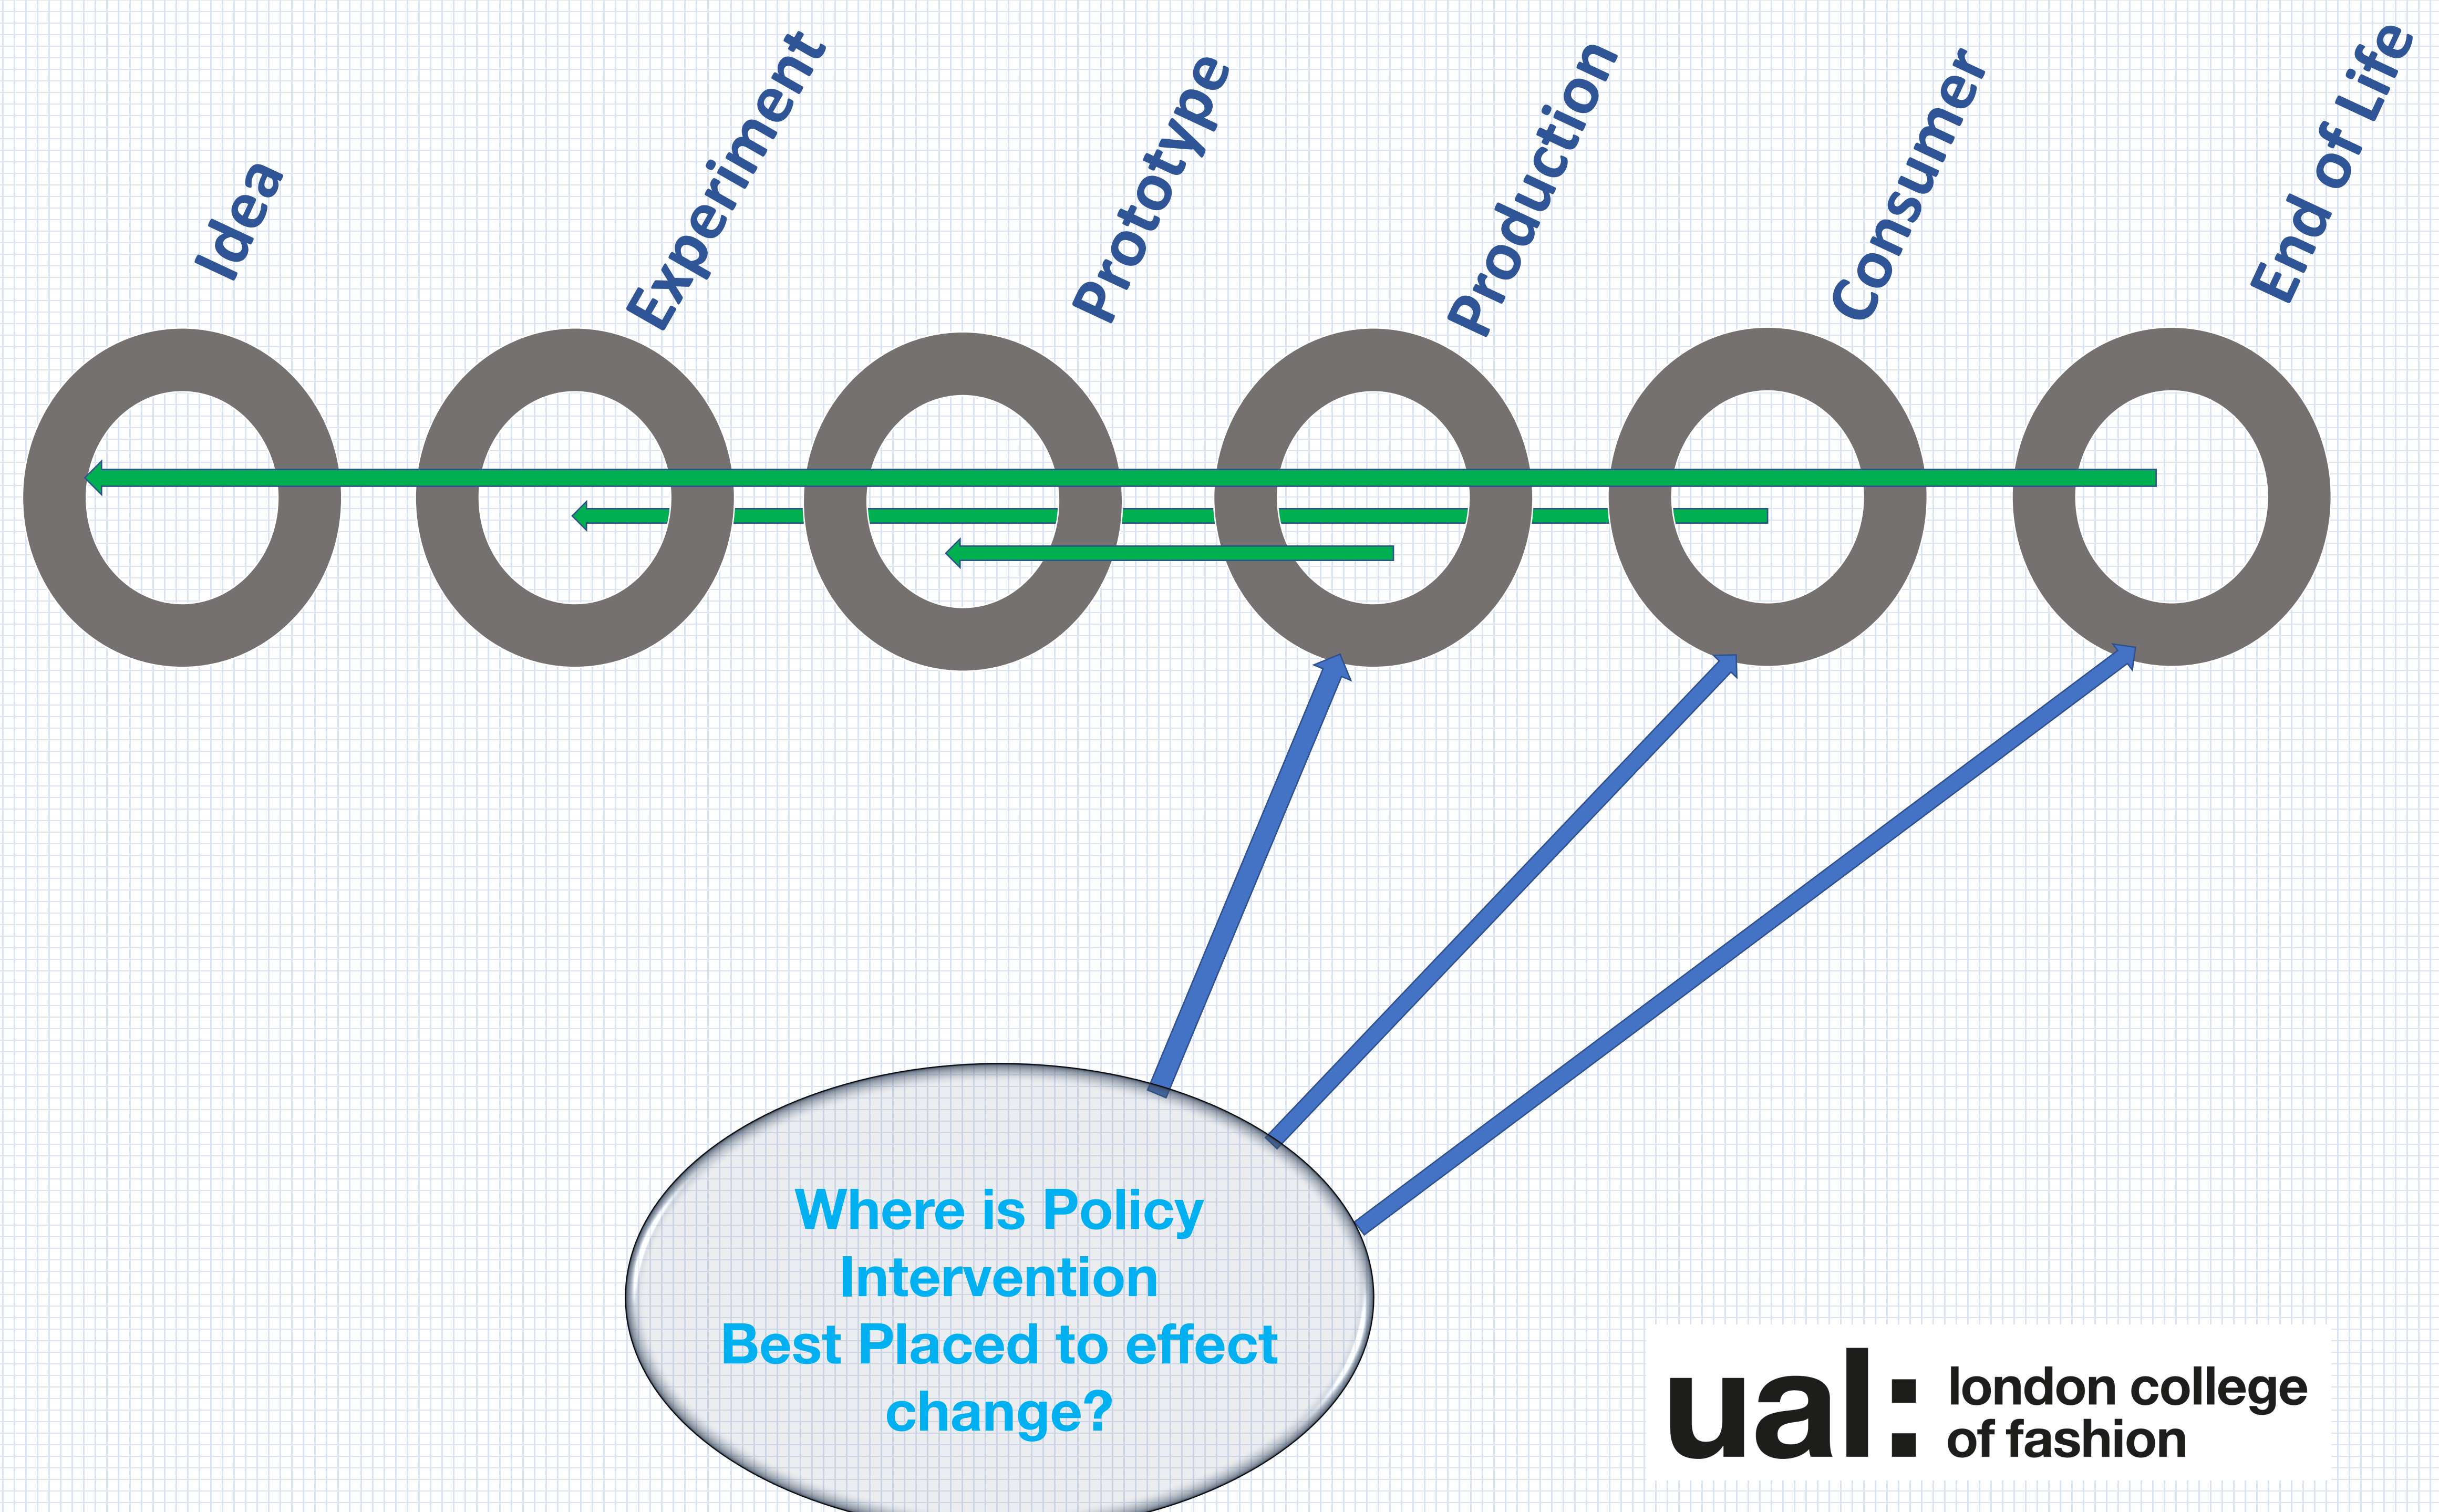 Idea
Experiment
Prototype
Production
Consumer
End of Life
Where is Policy
Intervention
Best Placed to effect
change?
ual:
london college
of fashion